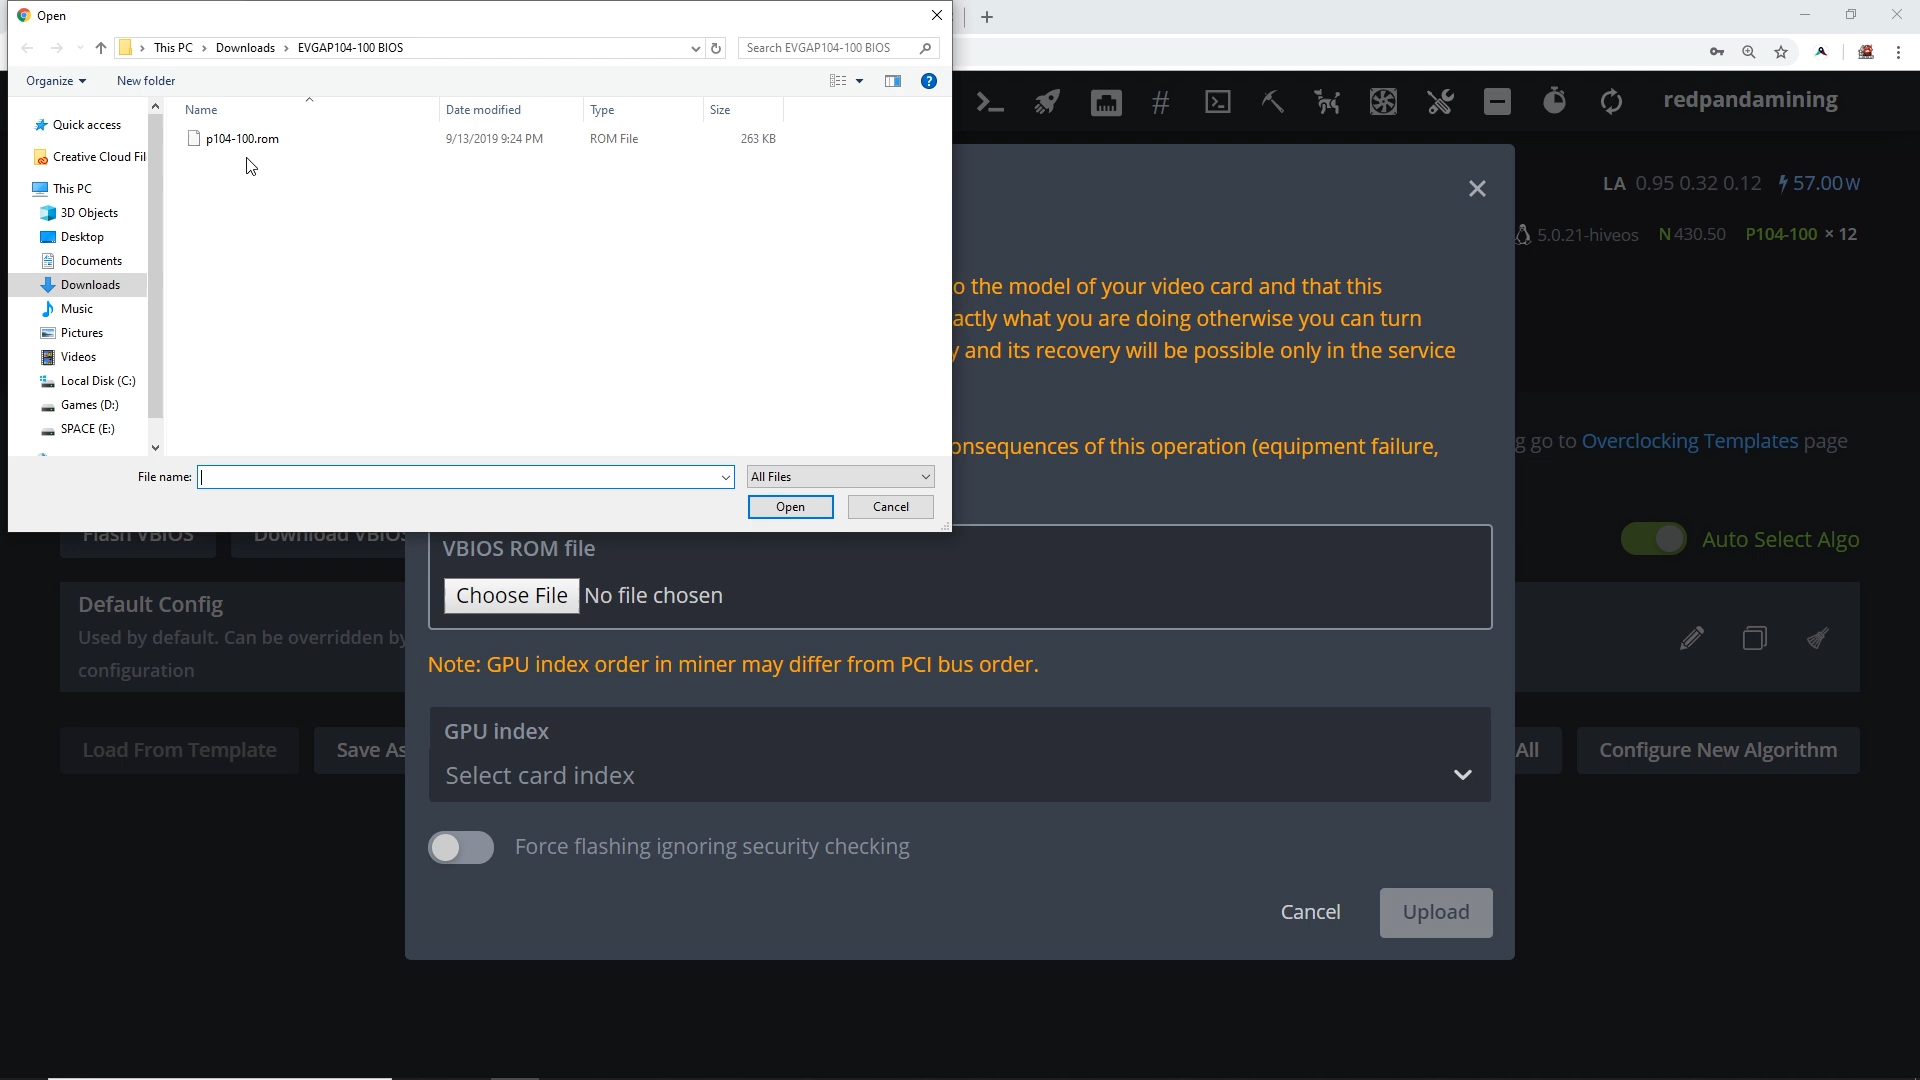 Open
This PC > Downloads > EVGAP104-100 BIOS
Search EVGAP104-100 BIOS
Organize
New folder
Name
Date modified
Type
Size
p104-100.rom
9/13/2019 9:24 PM
ROM File
263 KB
Quick access
Creative Cloud Fil
This PC
3D Objects
Desktop
Documents
Downloads
Music
Pictures
Videos
Local Disk (C:)
Games (D:)
SPACE (E:)
File name:
All Files
Open
Cancel
redpandamining
LA 0.95 0.32 0.12 57.00 W
5.0.21-hiveos N 430.50 P104-100 × 12
o the model of your video card and that this
actly what you are doing otherwise you can turn
y and its recovery will be possible only in the service
onsequences of this operation (equipment failure,
g go to Overclocking Templates page
Flash VBIOS
Download VBIOS
Auto Select Algo
VBIOS ROM file
Choose File No file chosen
Default Config
Used by default. Can be overridden by
configuration
Note: GPU index order in miner may differ from PCI bus order.
GPU index
Select card index
Load From Template
Save As
All
Configure New Algorithm
Force flashing ignoring security checking
Cancel
Upload